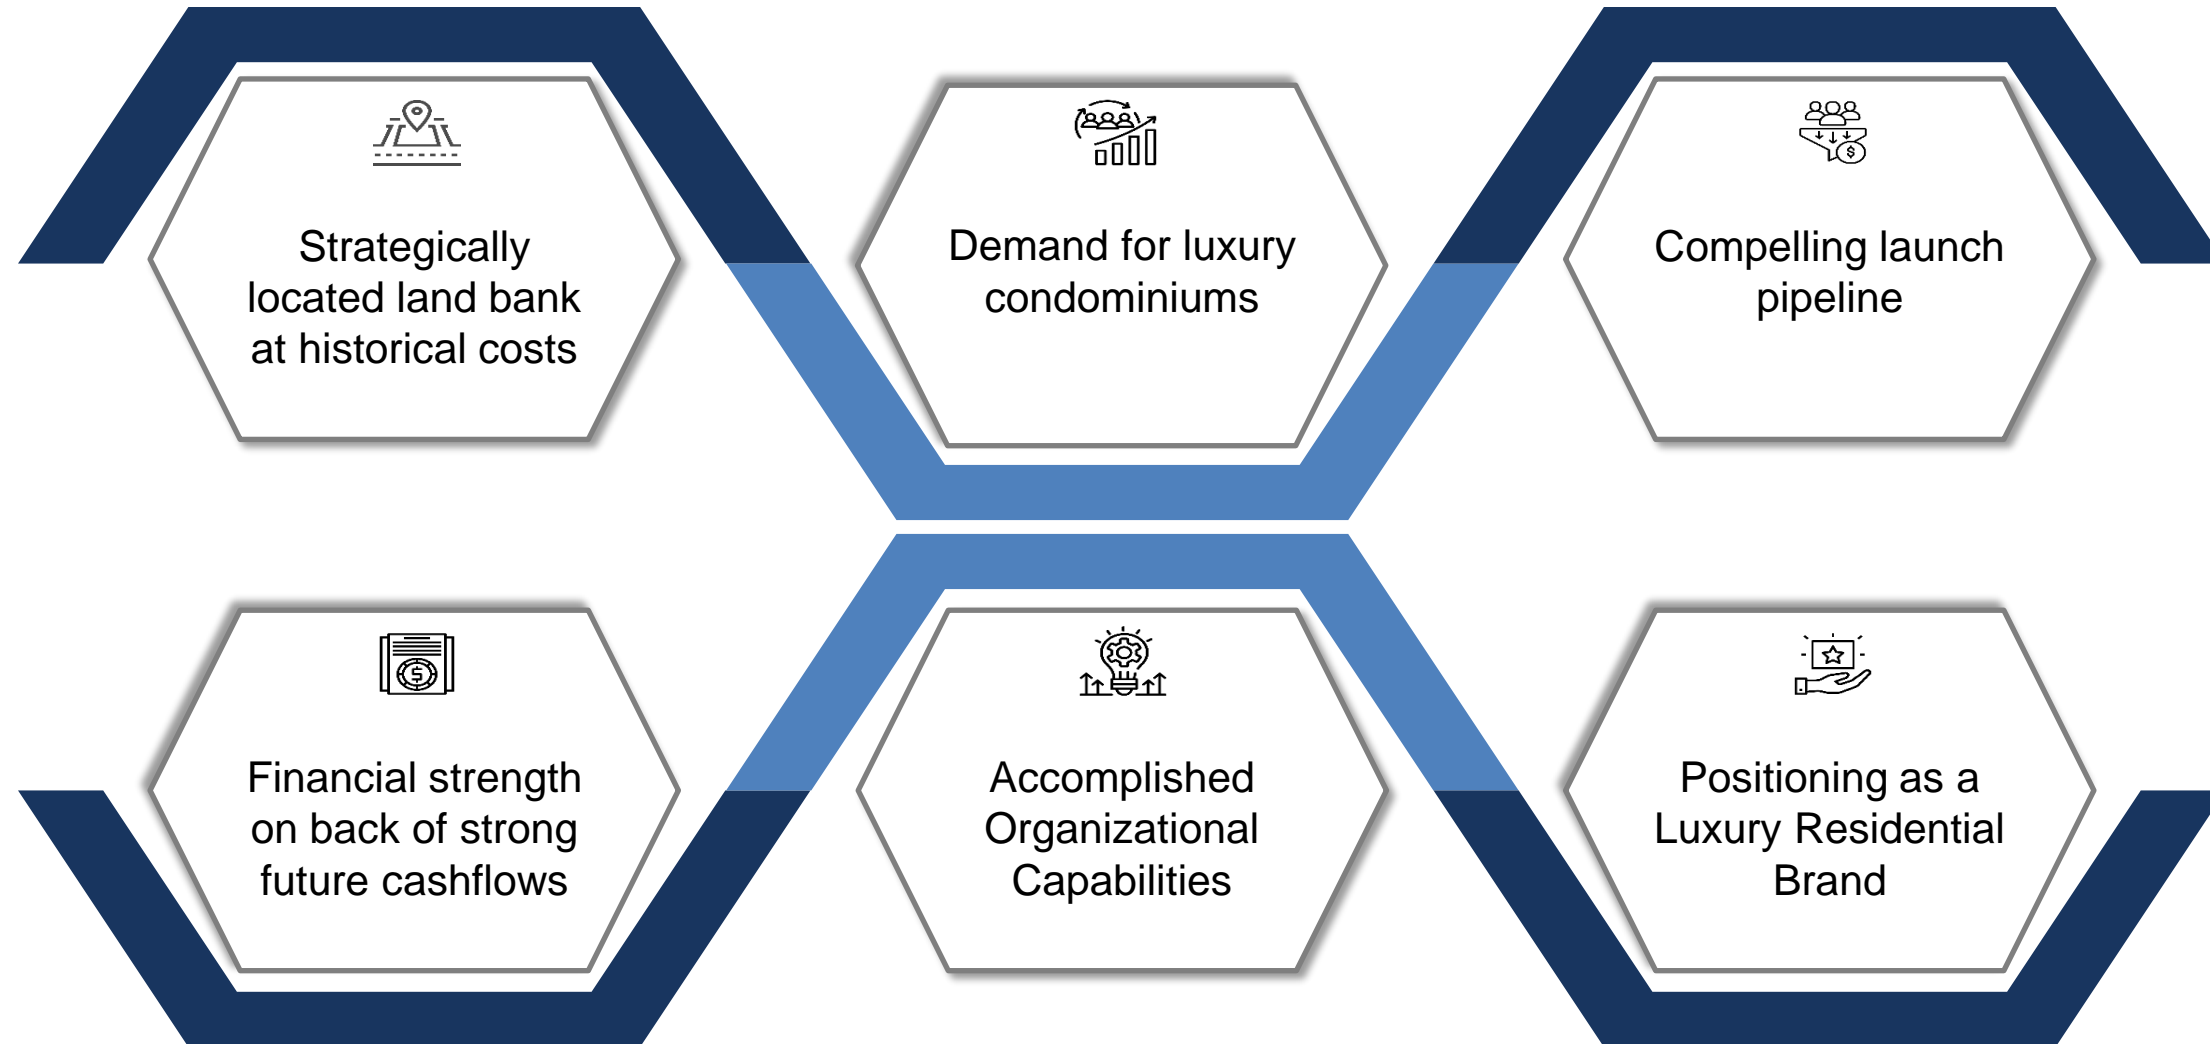 Strategically
located land bank
at historical costs
Demand for luxury
condominiums
Compelling launch
pipeline
Financial strength
on back of strong
future cashflows
Accomplished
Organizational
Capabilities
Positioning as a
Luxury Residential
Brand